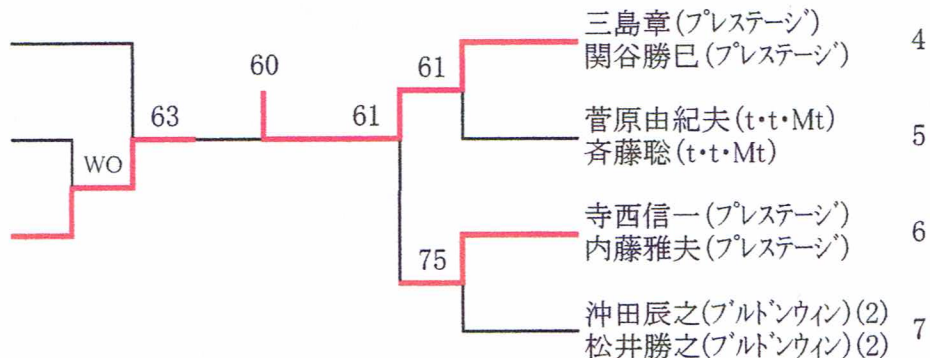 三島章(プレステージ)
関谷勝巳(プレステージ)
4
60
61
63
61
菅原由紀夫(t・t・Mt)
斉藤聡(t・t・Mt)
5
WO
寺西信一(プレステージ)
内藤雅夫(プレステージ)
6
75
沖田辰之(ブルドンウィン)(2)
松井勝之(ブルドンウィン)(2)
7